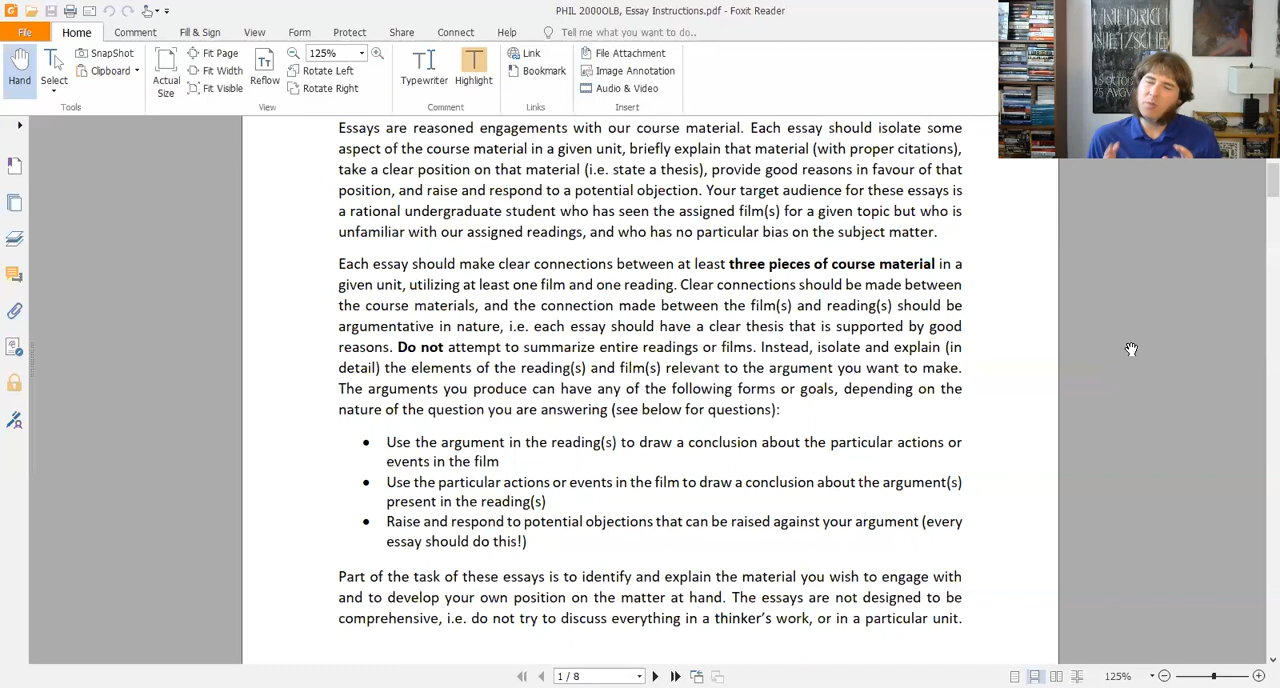 PHIL 2000OLB, Essay Instructions.pdf - Foxit Reader
File Home Comment Fill & Sign View Form Protect Share Connect Help Tell me what you want to do..
Hand
Select
SnapShot
Clipboard
Tools
Actual Size
Fit Page
Fit Width
Fit Visible
Reflow
125%
Rotate Left
Rotate Right
View
Typewriter
Highlight
Comment
Link
Bookmark
Links
File Attachment
Image Annotation
Audio & Video
Insert
Essays are reasoned engagements with our course material. Each essay should isolate some
aspect of the course material in a given unit, briefly explain that material (with proper citations),
take a clear position on that material (i.e. state a thesis), provide good reasons in favour of that
position, and raise and respond to a potential objection. Your target audience for these essays is
a rational undergraduate student who has seen the assigned film(s) for a given topic but who is
unfamiliar with our assigned readings, and who has no particular bias on the subject matter.
Each essay should make clear connections between at least three pieces of course material in a
given unit, utilizing at least one film and one reading. Clear connections should be made between
the course materials, and the connection made between the film(s) and reading(s) should be
argumentative in nature, i.e. each essay should have a clear thesis that is supported by good
reasons. Do not attempt to summarize entire readings or films. Instead, isolate and explain (in
detail) the elements of the reading(s) and film(s) relevant to the argument you want to make.
The arguments you produce can have any of the following forms or goals, depending on the
nature of the question you are answering (see below for questions):
• Use the argument in the reading(s) to draw a conclusion about the particular actions or
events in the film
• Use the particular actions or events in the film to draw a conclusion about the argument(s)
present in the reading(s)
• Raise and respond to potential objections that can be raised against your argument (every
essay should do this!)
Part of the task of these essays is to identify and explain the material you wish to engage with
and to develop your own position on the matter at hand. The essays are not designed to be
comprehensive, i.e. do not try to discuss everything in a thinker's work, or in a particular unit.
1 / 8
125%
NIETZSCHE